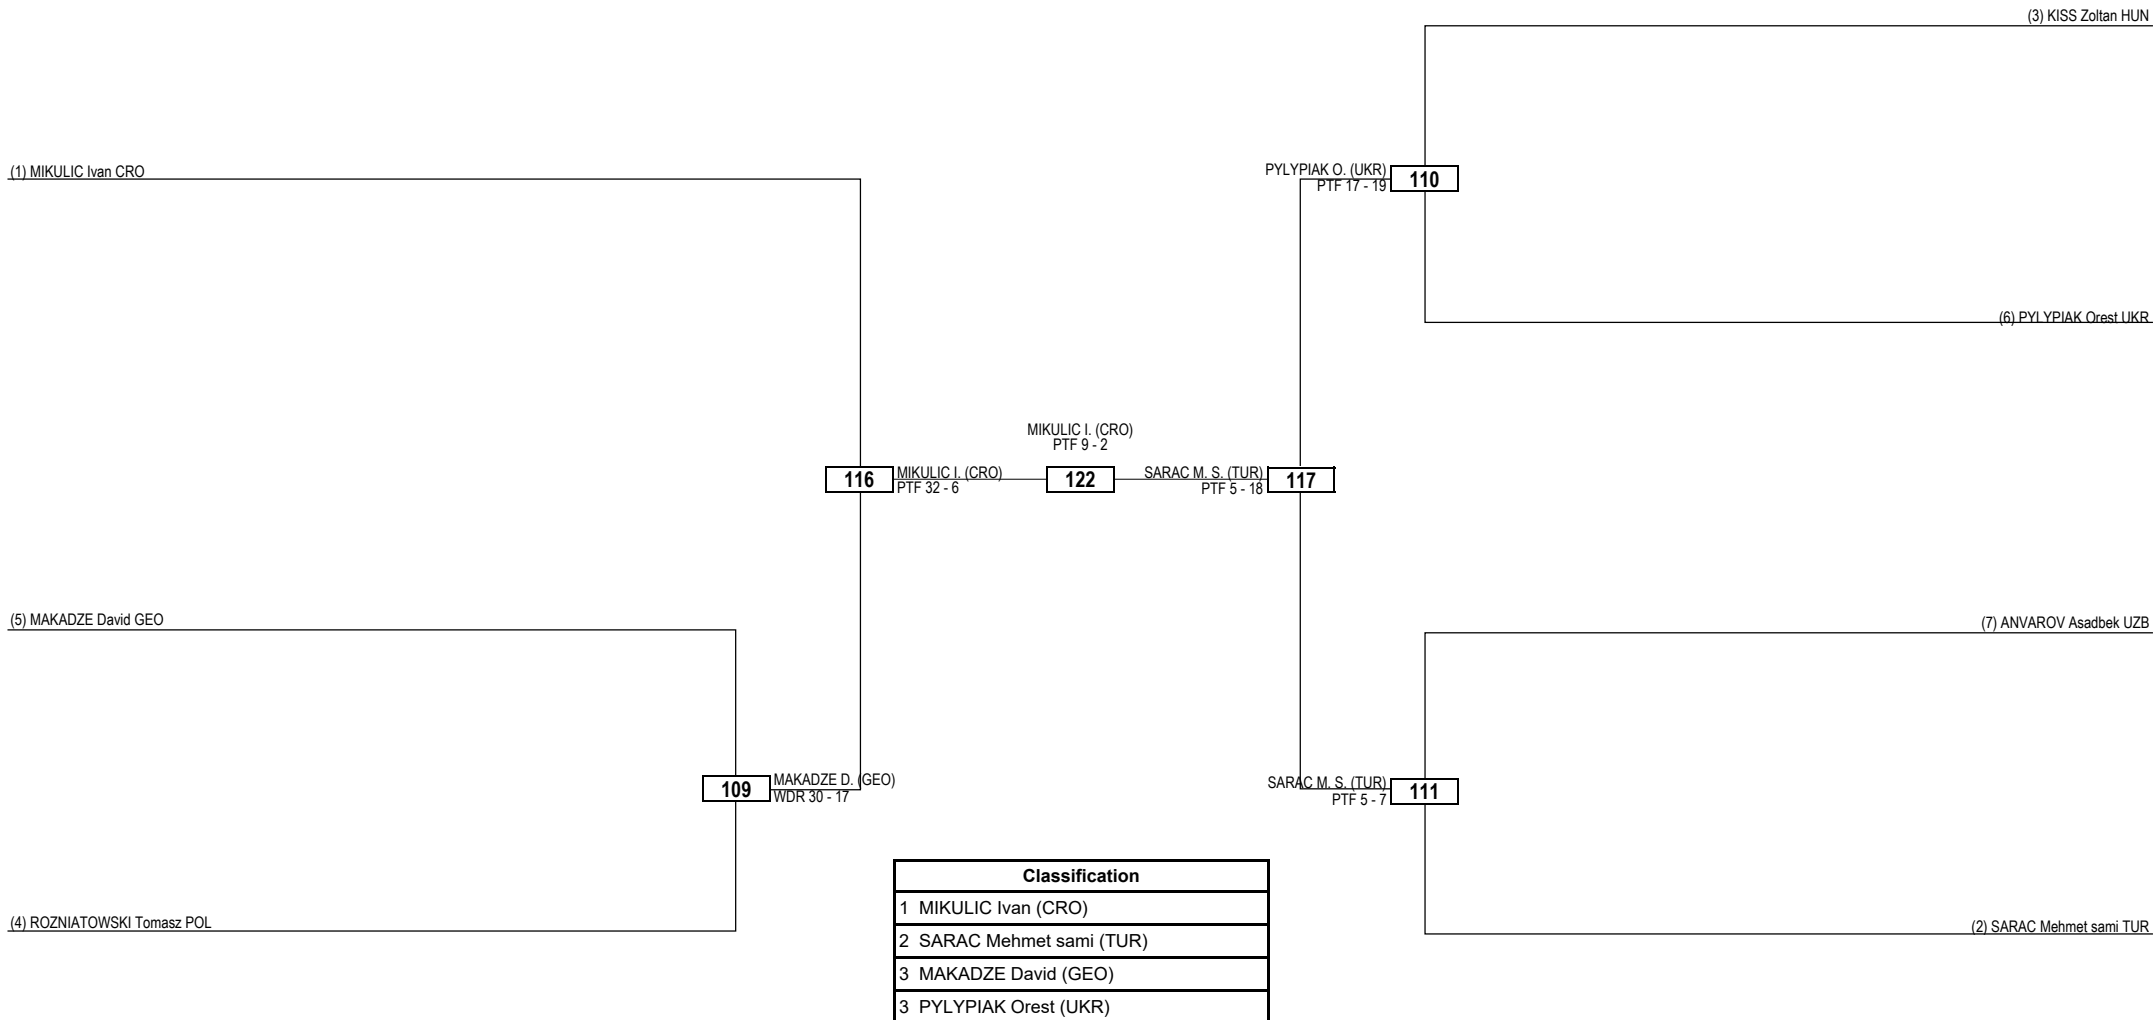 (3) KISS Zoltan HUN
(1) MIKULIC Ivan CRO
PYLYPIAK O. (UKR)
PTF 17 - 19
110
(6) PYLYPIAK Orest UKR
MIKULIC I. (CRO)
PTF 9 - 2
116
MIKULIC I. (CRO)
PTF 32 - 6
122
SARAC M. S. (TUR)
PTF 5 - 18
117
(5) MAKADZE David GEO
(7) ANVAROV Asadbek UZB
109
MAKADZE D. (GEO)
WDR 30 - 17
SARAC M. S. (TUR)
PTF 5 - 7
111
(4) ROZNIATOWSKI Tomasz POL
(2) SARAC Mehmet sami TUR
Classification
1 MIKULIC Ivan (CRO)
2 SARAC Mehmet sami (TUR)
3 MAKADZE David (GEO)
3 PYLYPIAK Orest (UKR)